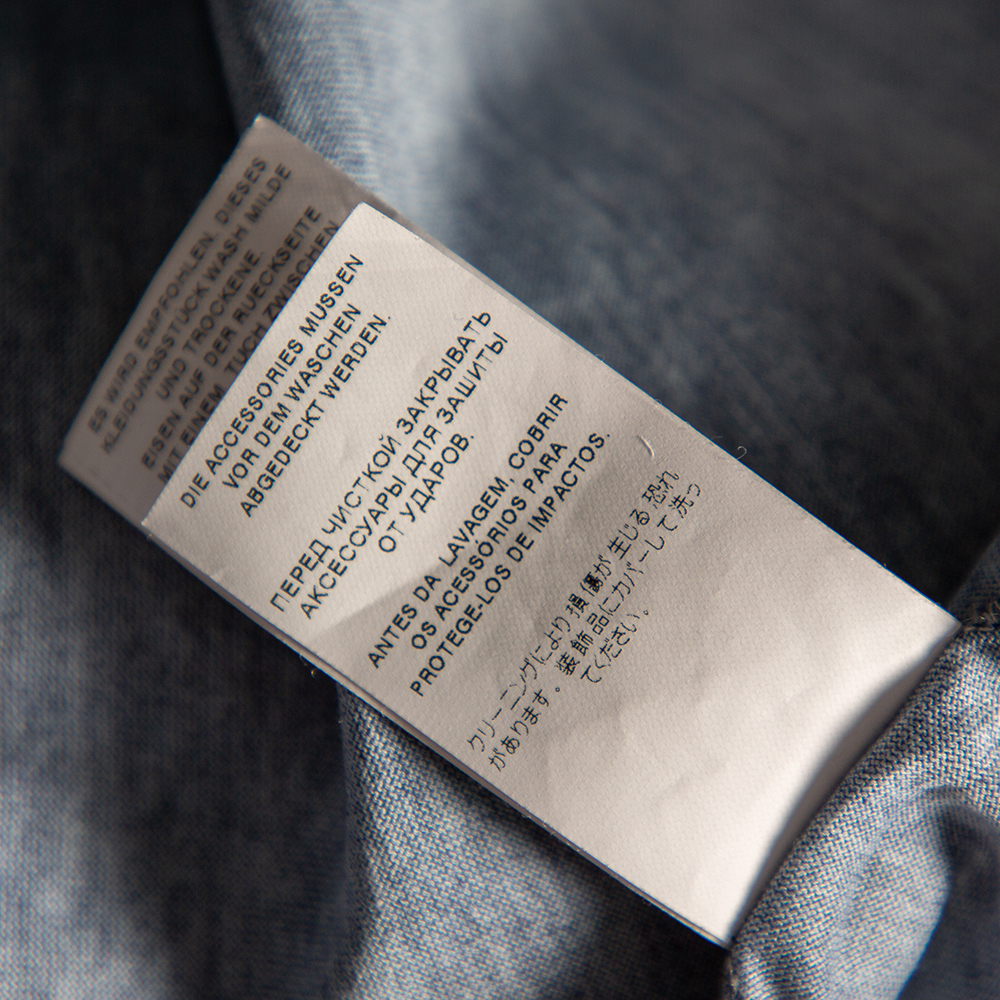 ES WIRD EMPFOHLEN. DIESES
KLEIDUNGSSTÜCK WASH MILDE
UND TROCKENE
EISEN AUF DER RUECKSEITE
MIT EINEM TUCH ZWISCHEN
DIE ACCESSORIES MUSSEN
VOR DEM WASCHEN
ABGEDECKT WERDEN.
ПЕРЕД ЧИСТКОЙ ЗАКРЫВАТЬ
АКСЕССУАРЫ ДЛЯ ЗАШИТЫ
ОТ УДАРОВ.
ANTES DA LAVAGEM, COBRIR
OS ACESSÓRIOS PARA
PROTEGE-LOS DE IMPACTOS.
クリーニングにより損傷が生じる恐れ
があります。装飾品にカバーして洗っ
てください。